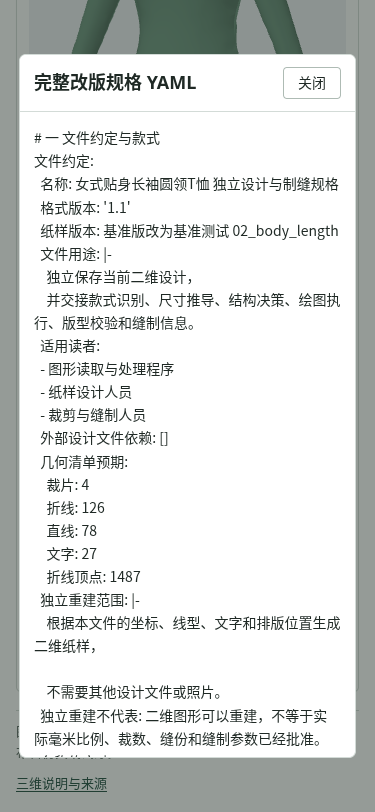 完整改版规格 YAML
关闭
# 一 文件约定与款式
文件约定:
名称: 女式贴身长袖圆领T恤 独立设计与制缝规格
格式版本: '1.1'
纸样版本: 基准版改为基准测试 02_body_length
文件用途: |-
独立保存当前二维设计，
并交接款式识别、尺寸推导、结构决策、绘图执
行、版型校验和缝制信息。
适用读者:
- 图形读取与处理程序
- 纸样设计人员
- 裁剪与缝制人员
外部设计文件依赖: []
几何清单预期:
裁片: 4
折线: 126
直线: 78
文字: 27
折线顶点: 1487
独立重建范围: |-
根据本文件的坐标、线型、文字和排版位置生成
二维纸样，
不需要其他设计文件或照片。
独立重建不代表: 二维图形可以重建，不等于实
际毫米比例、裁数、缝份和缝制参数已经批准。
三维说明与来源